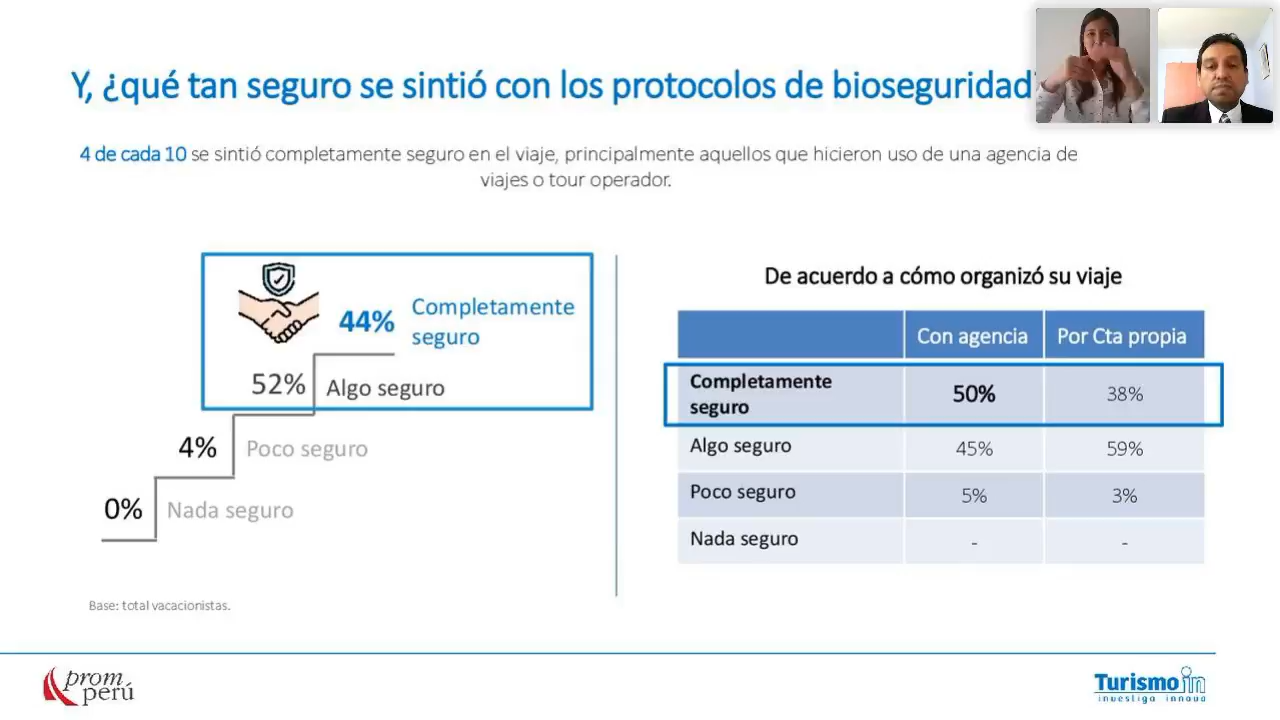 Y, ¿qué tan seguro se sintió con los protocolos de bioseguridad?
4 de cada 10 se sintió completamente seguro en el viaje, principalmente aquellos que hicieron uso de una agencia de
viajes o tour operador.
44% Completamente
seguro
52% Algo seguro
4% Poco seguro
0% Nada seguro
Base: total vacacionistas.
De acuerdo a cómo organizó su viaje
Con agencia Por Cta propia
Completamente
seguro 50% 38%
Algo seguro 45% 59%
Poco seguro 5% 3%
Nada seguro - -
prom
perú
Turismo in
investiga innova